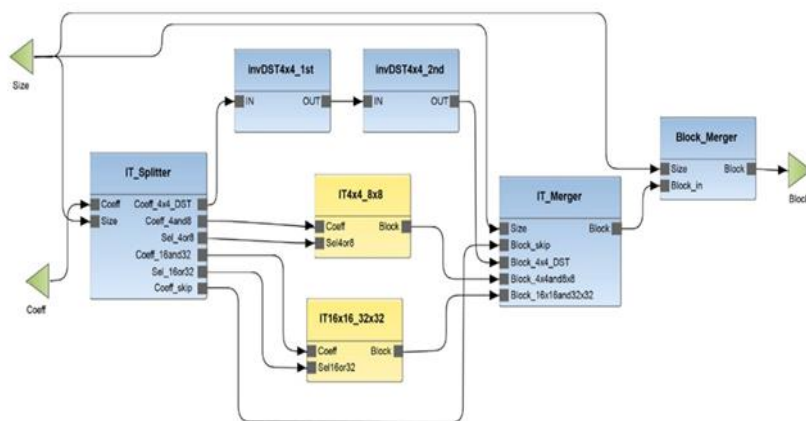 Size
Coeff
IT_Splitter
Coeff
Size
Coeff_4x4_DST
Coeff_4and8
Sel_4or8
Coeff_16and32
Sel_16or32
Coeff_skip
invDST4x4_1st
IN
OUT
invDST4x4_2nd
IN
OUT
IT4x4_8x8
Coeff
Sel4or8
Block
IT16x16_32x32
Coeff
Sel16or32
Block
IT_Merger
Size
Block_skip
Block_4x4_DST
Block_4x4and8x8
Block_16x16and32x32
Block
Block_Merger
Size
Block_in
Block
Block